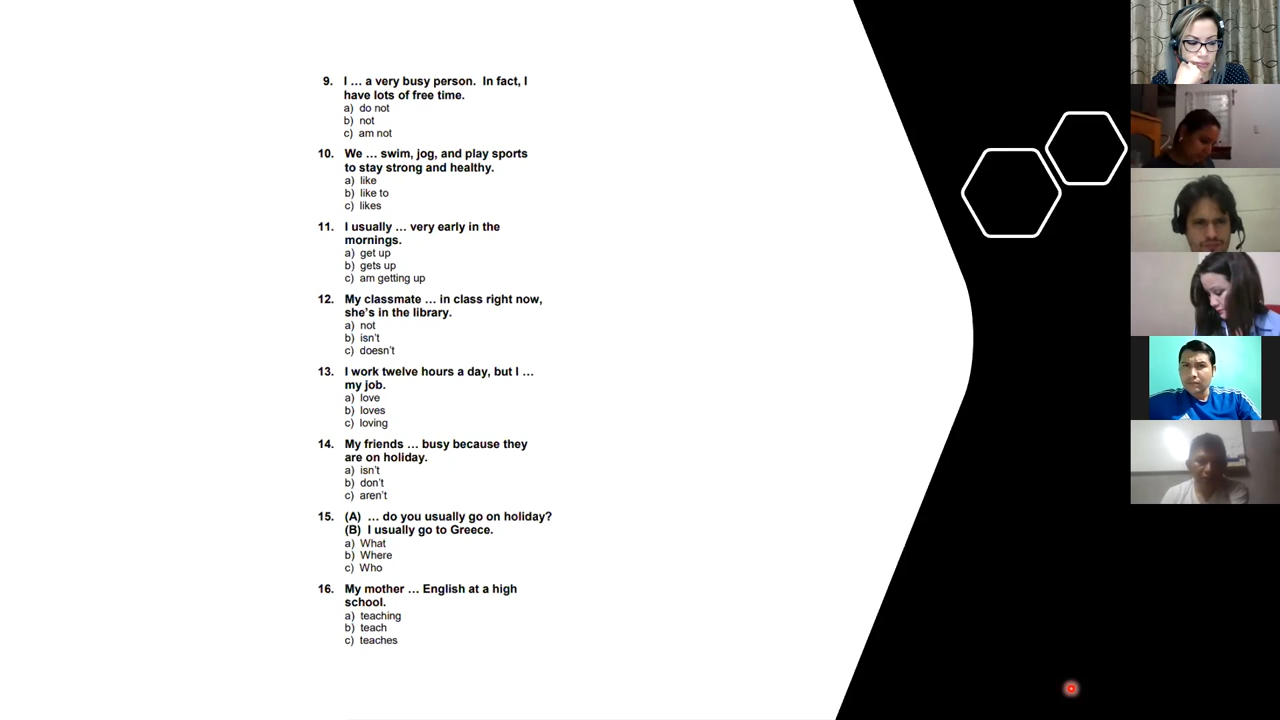 9. I ... a very busy person. In fact, I
have lots of free time.
a) do not
b) not
c) am not
10. We ... swim, jog, and play sports
to stay strong and healthy.
a) like
b) like to
c) likes
11. I usually ... very early in the
mornings.
a) get up
b) gets up
c) am getting up
12. My classmate ... in class right now,
she's in the library.
a) not
b) isn't
c) doesn't
13. I work twelve hours a day, but I ...
my job.
a) love
b) loves
c) loving
14. My friends ... busy because they
are on holiday.
a) isn't
b) don't
c) aren't
15. (A) ... do you usually go on holiday?
(B) I usually go to Greece.
a) What
b) Where
c) Who
16. My mother ... English at a high
school.
a) teaching
b) teach
c) teaches